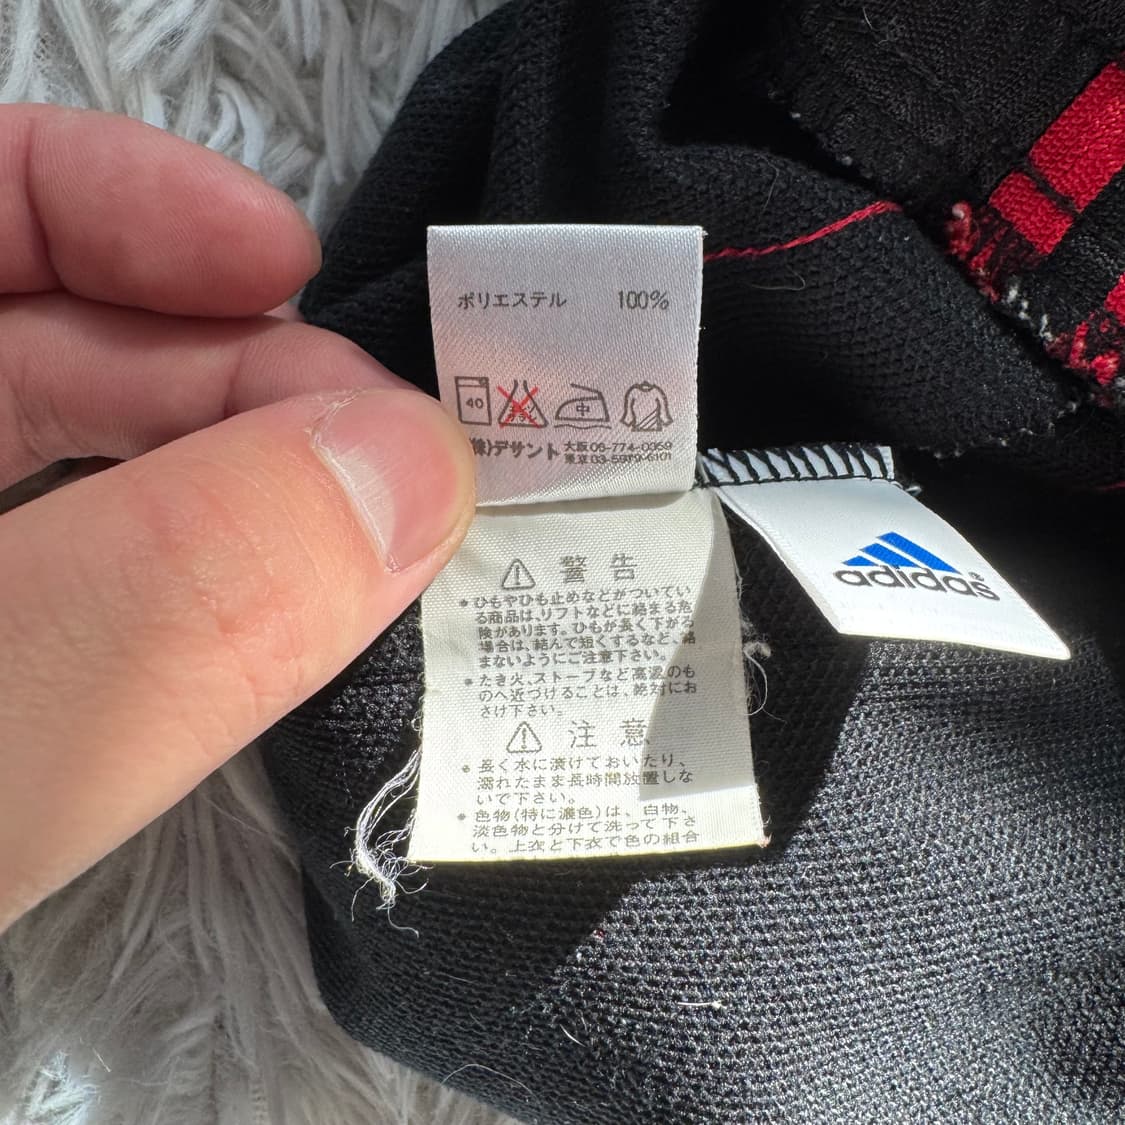 ポリエステル 100%
40 中
(株)デサント 大阪06-774-0359
東京03-5979-6101
警告
•ひもやひも止めなどがついてい
る商品は、リフトなどに絡まる危
険があります。ひもが長く下がる
場合は、結んで短くするなど、絡
まないようにご注意下さい。
•たき火、ストーブなど高温のも
のへ近づけることは、絶対にお
さけ下さい。
注意
•長く水に漬けておいたり、
濡れたまま長時間放置しな
いで下さい。
•色物(特に濃色)は、白物、
淡色物と分けて洗って下さ
い。上衣と下衣で色の組合
adidas®